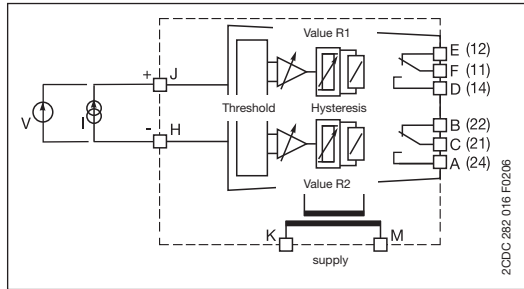 Value R1
E (12)
F (11)
D (14)
+ J
Threshold
Hysteresis
V
I
- H
B (22)
C (21)
A (24)
Value R2
K
M
supply
2CDC 282 016 F0206